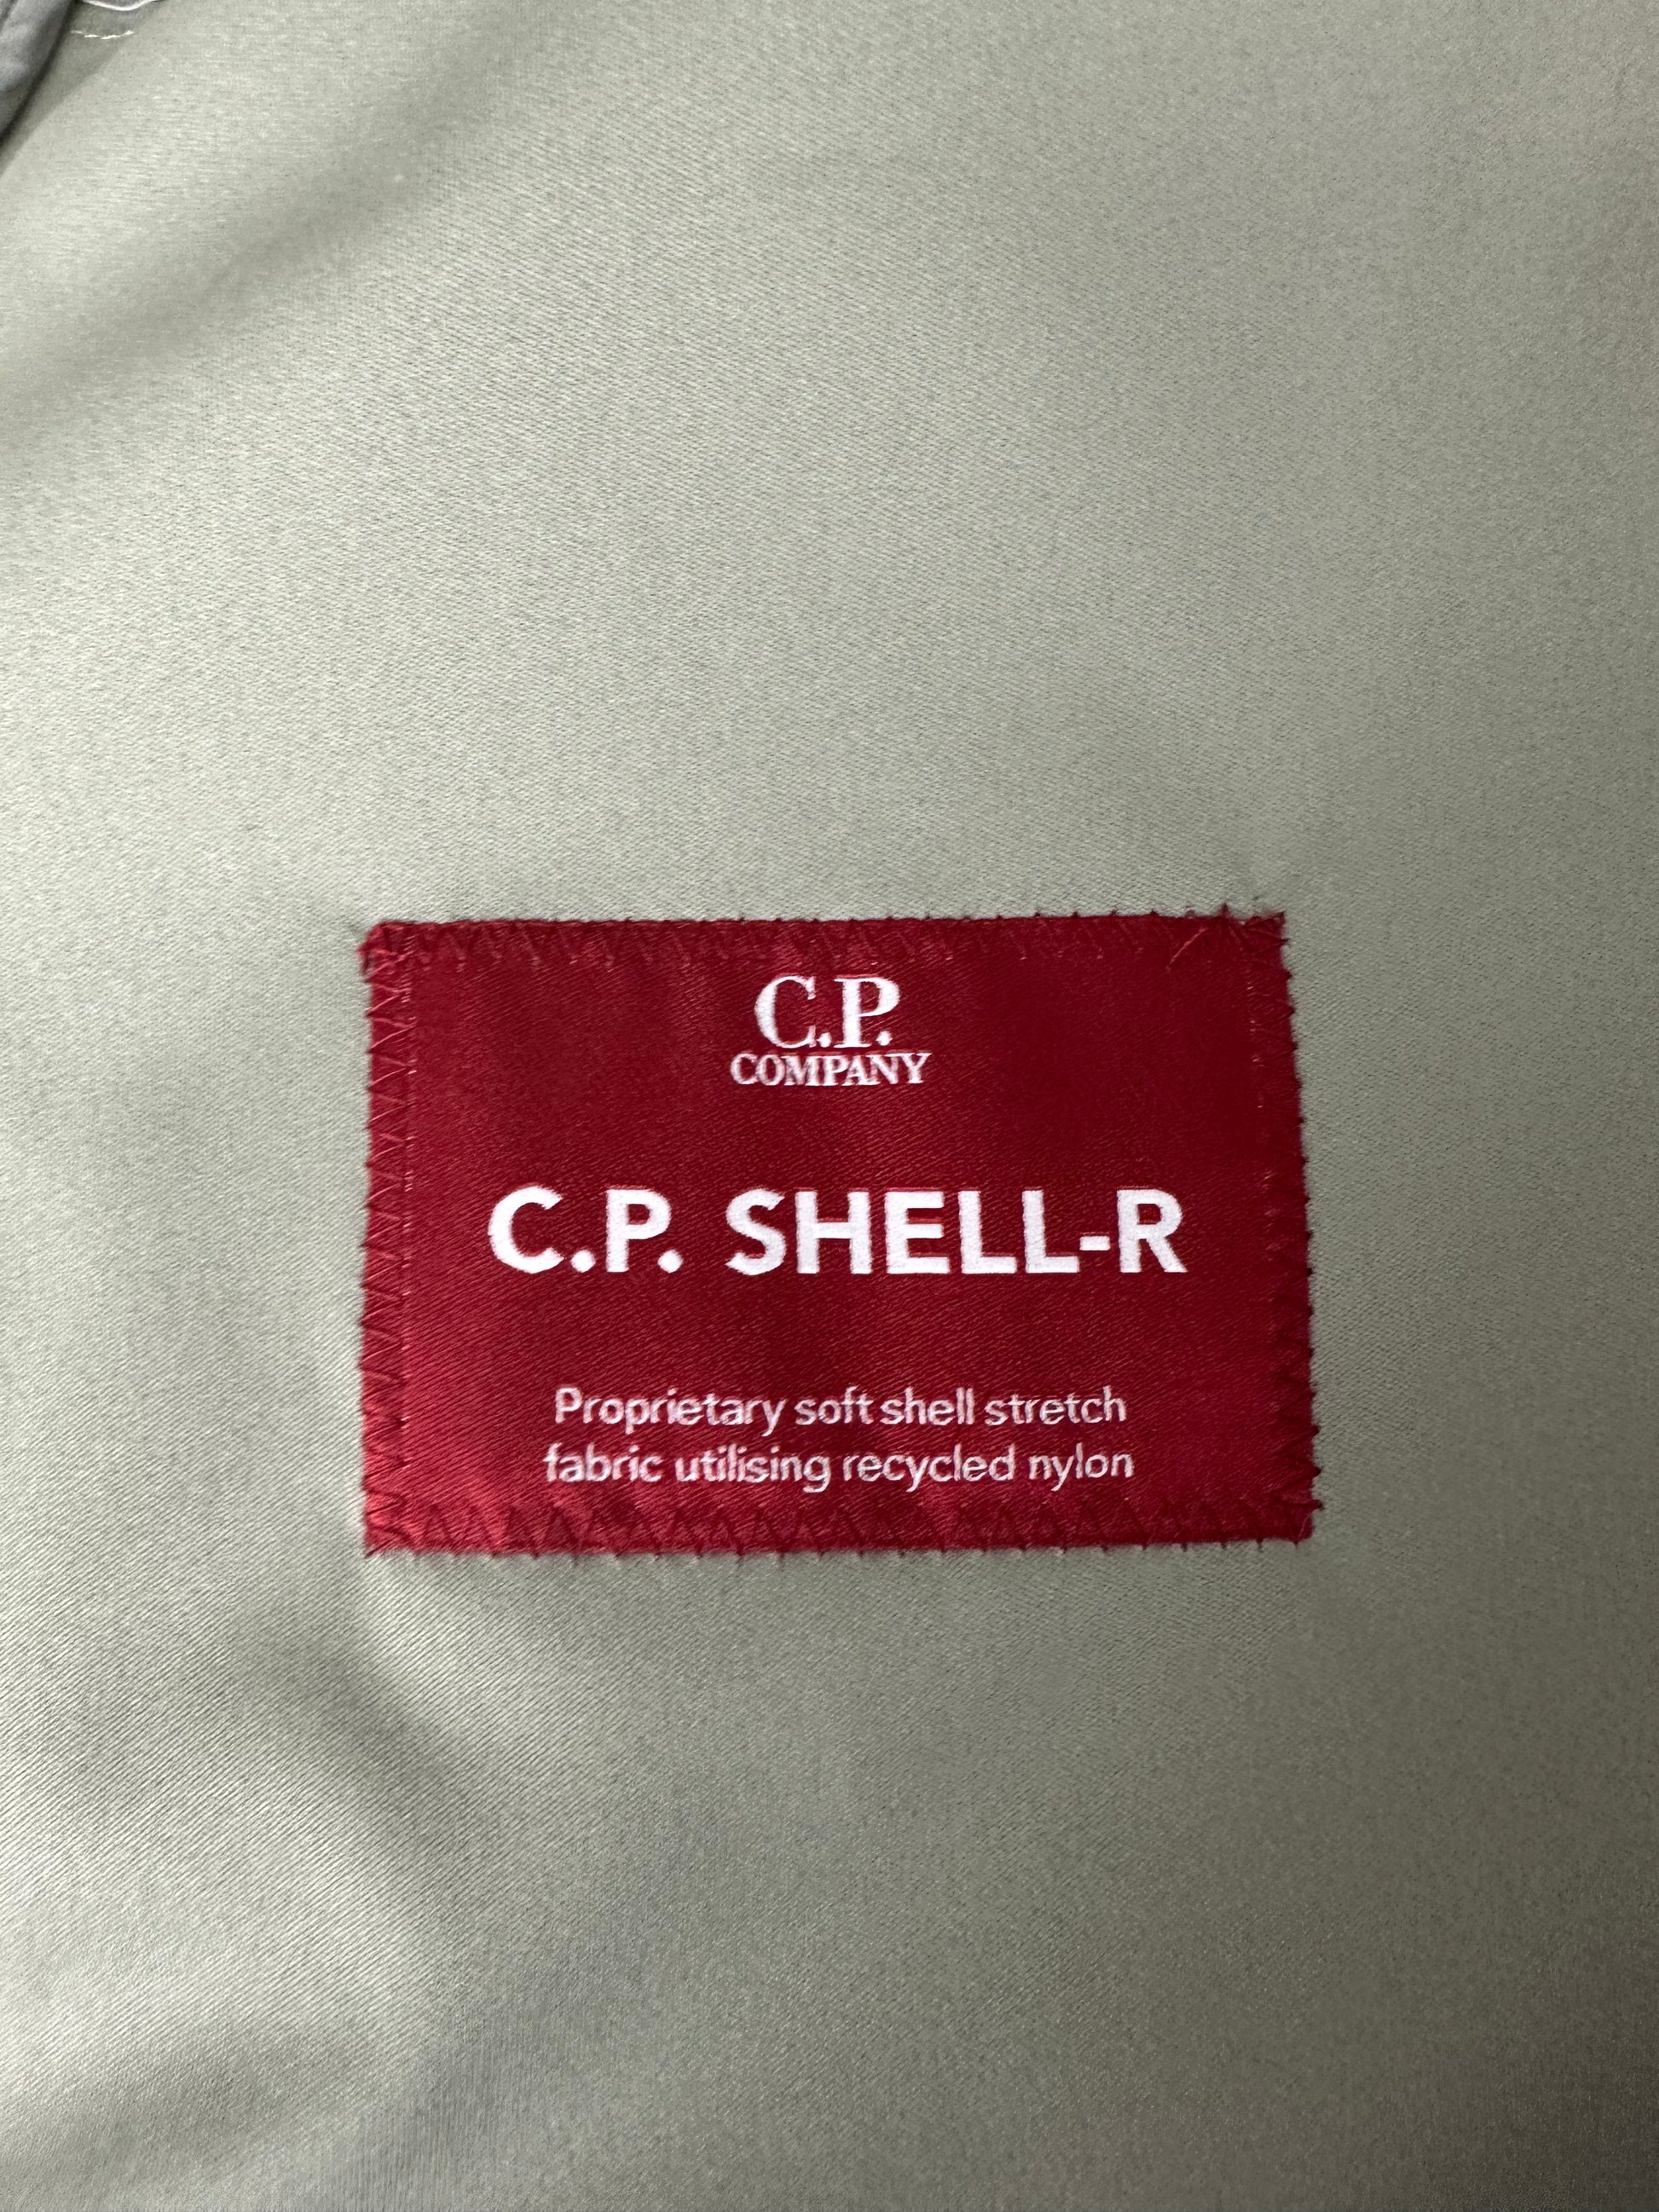 C.P.
COMPANY
C.P. SHELL-R
Proprietary soft shell stretch
fabric utilising recycled nylon